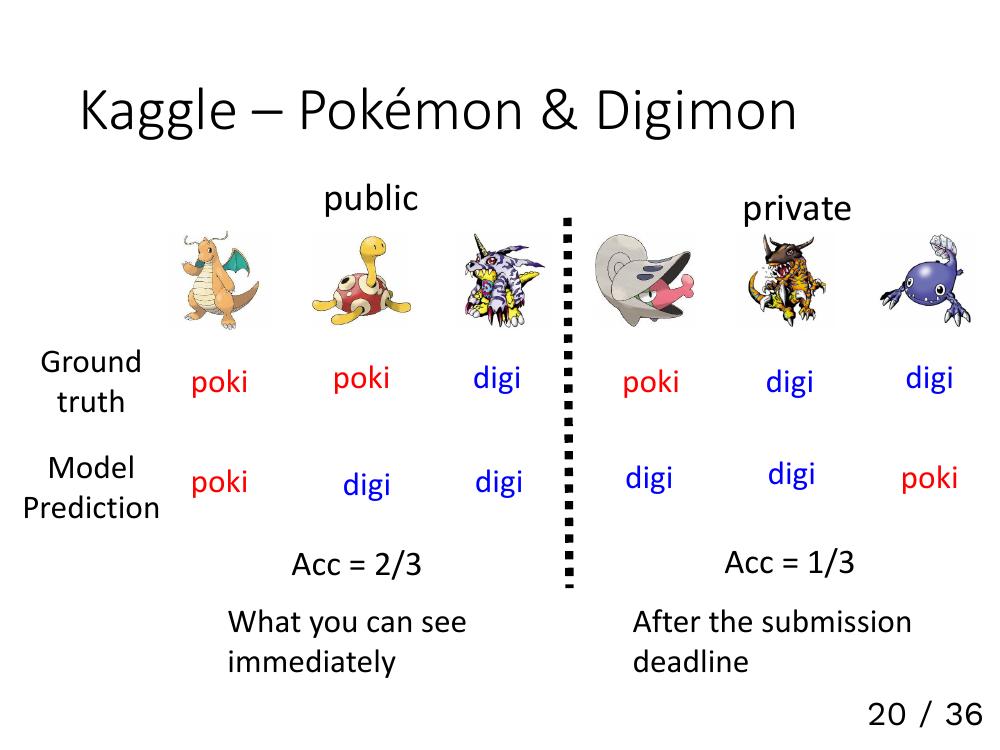 Kaggle – Pokémon & Digimon
public
private
Ground
truth
poki poki digi poki digi digi
Model
Prediction
poki digi digi digi digi poki
Acc = 2/3
Acc = 1/3
What you can see
immediately
After the submission
deadline
20 / 36